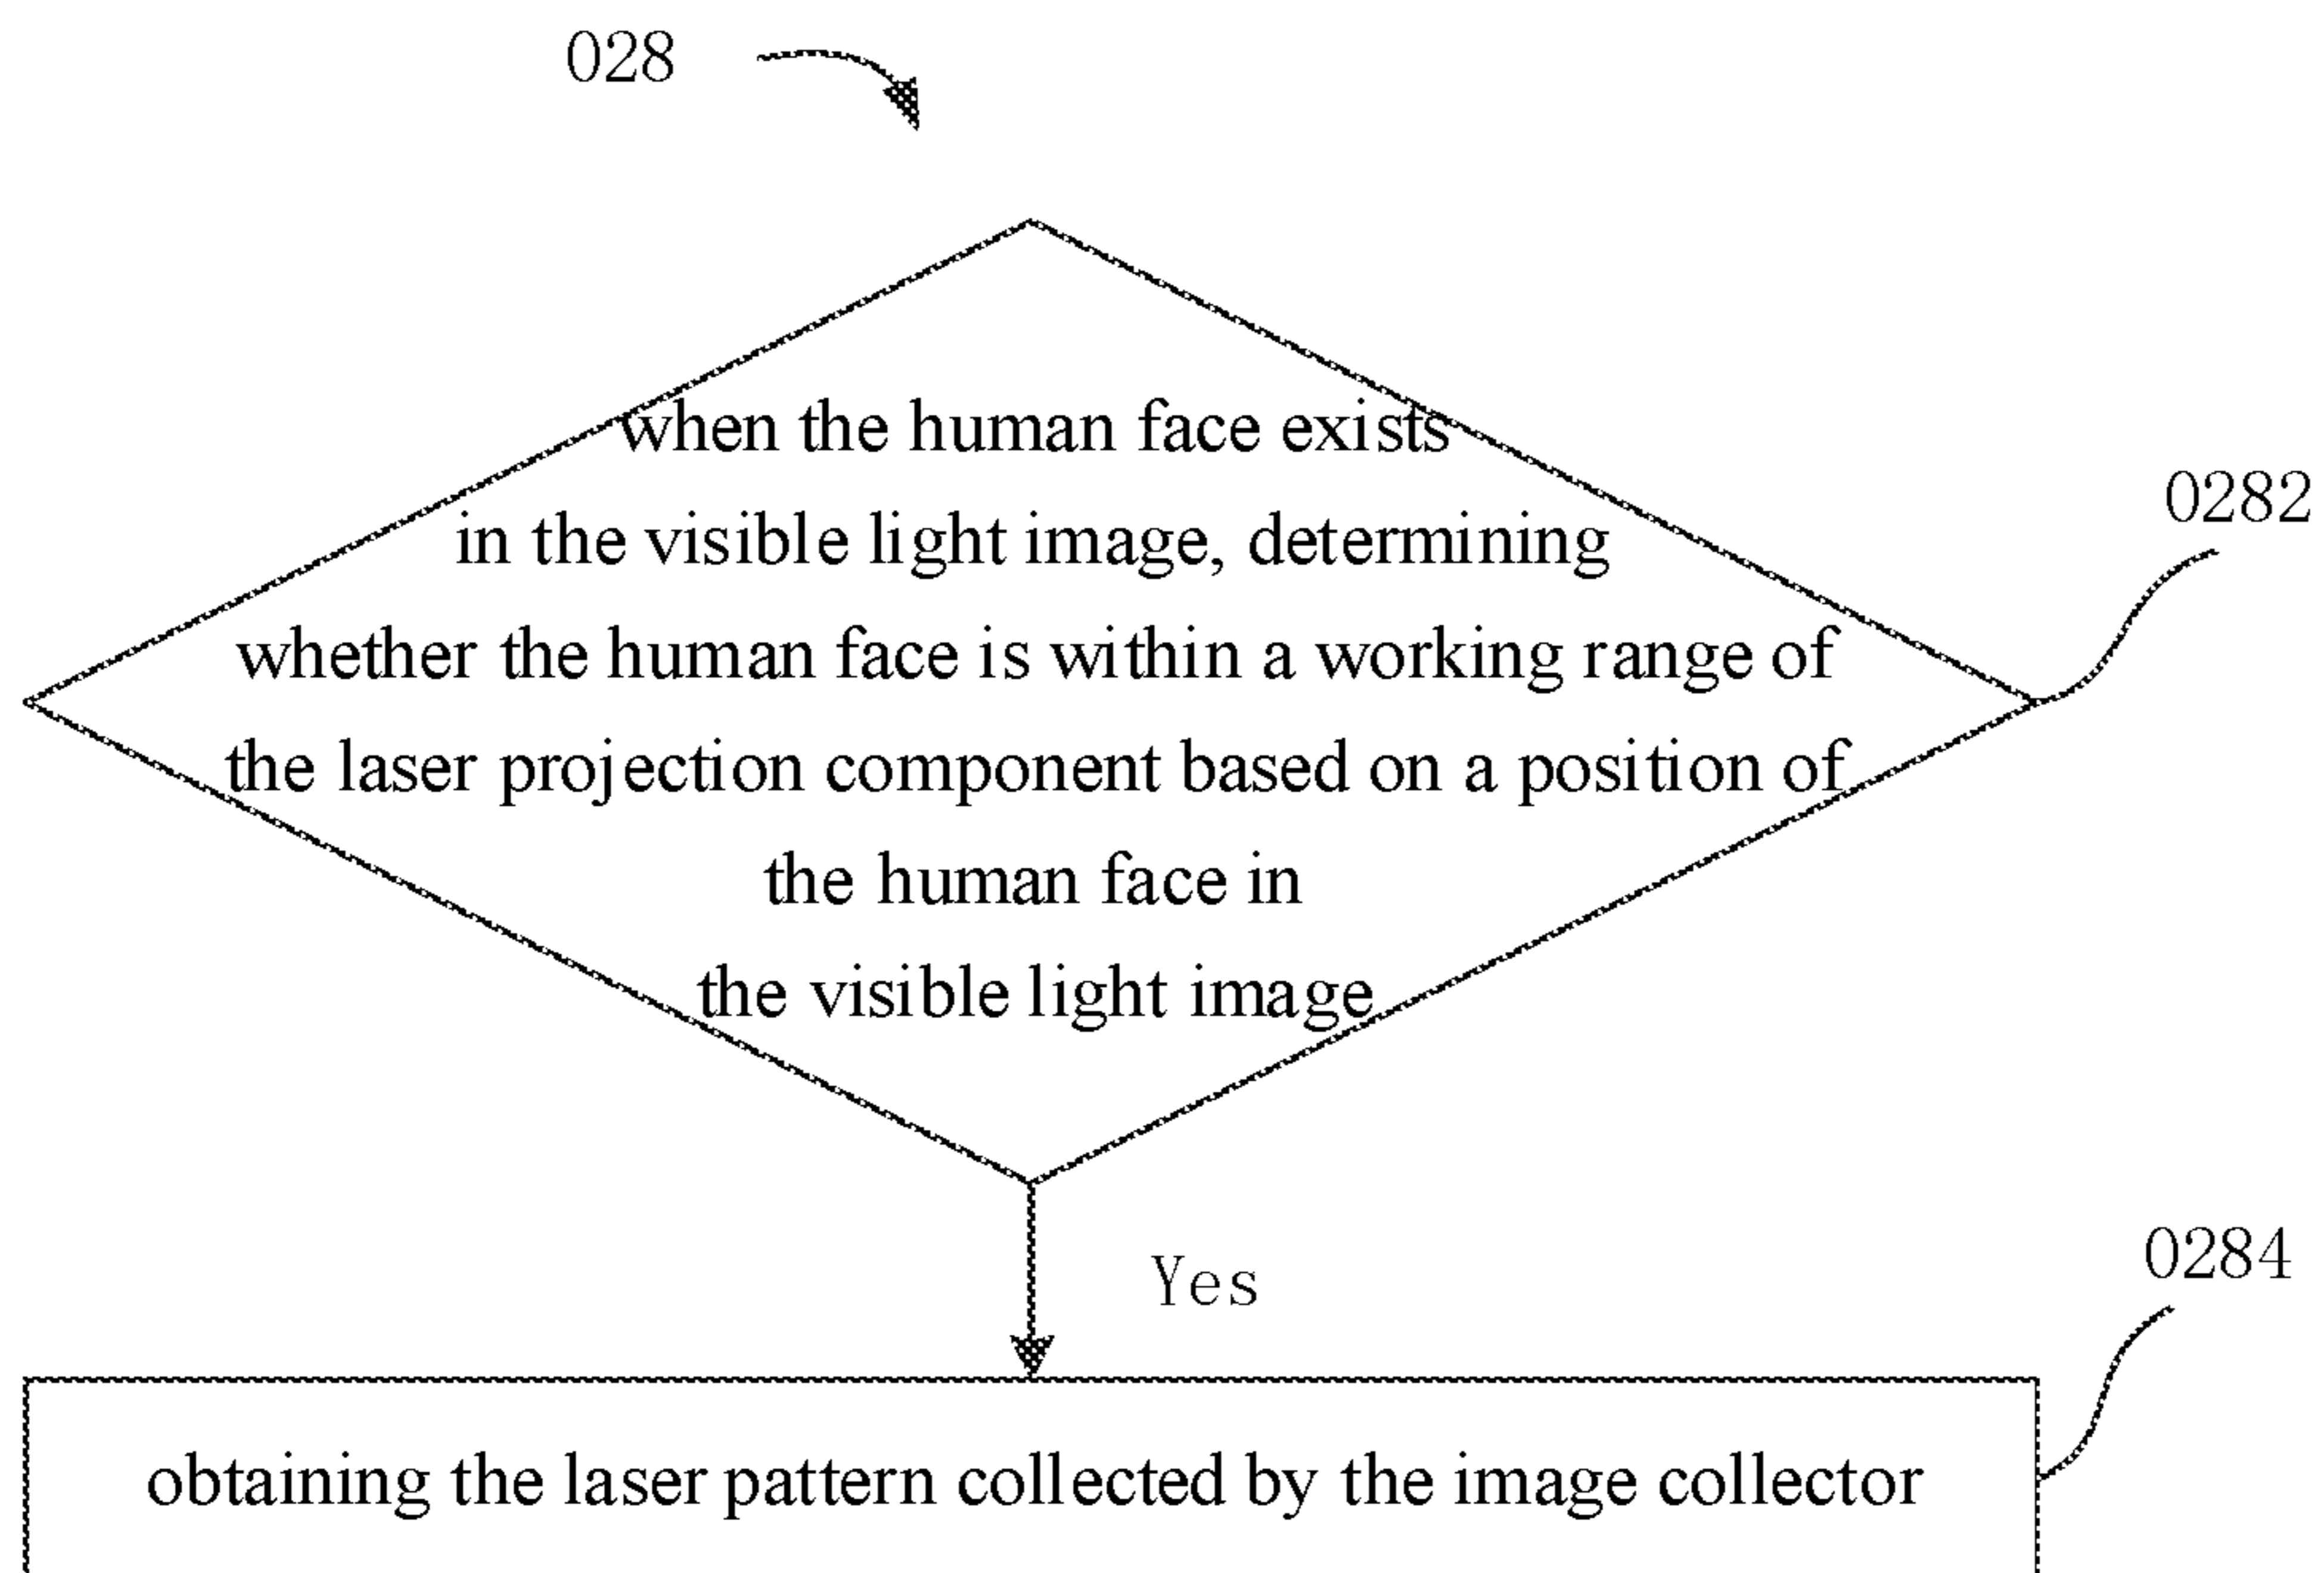 028
when the human face exists
in the visible light image, determining
0282
whether the human face is within a working range of
the laser projection component based on a position of
the human face in
the visible light image
Yes
0284
obtaining the laser pattern collected by the image collector